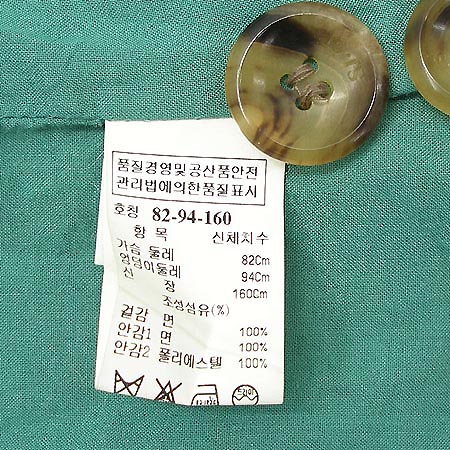 품질경영및공산품안전
관리법에의한품질표시
호칭 82-94-160
항 목 신체치수
가슴 둘레 82Cm
엉덩이둘레 94Cm
신 장 160Cm
조성섬유(%)
겉감 면 100%
안감1 면 100%
안감2 폴리에스텔 100%
드라이